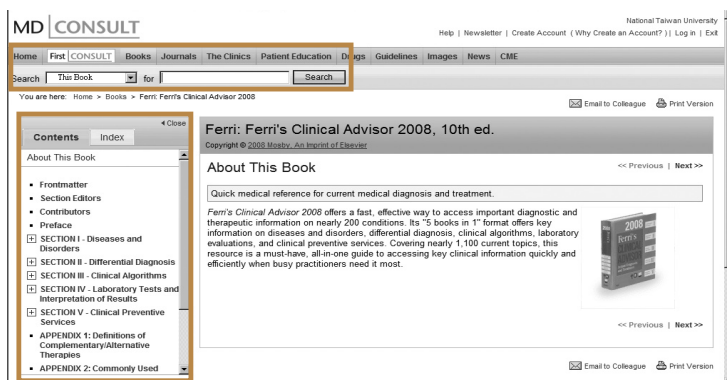 MD CONSULT
National Taiwan University
Help | Newsletter | Create Account ( Why Create an Account? ) | Log in | Exit
Home First CONSULT Books Journals The Clinics Patient Education Drugs Guidelines Images News CME
Search This Book for Search
You are here: Home > Books > Ferri: Ferri's Clinical Advisor 2008
Email to Colleague Print Version
Close
Contents Index
About This Book
Frontmatter
Section Editors
Contributors
Preface
SECTION I - Diseases and
Disorders
SECTION II - Differential Diagnosis
SECTION III - Clinical Algorithms
SECTION IV - Laboratory Tests and
Interpretation of Results
SECTION V - Clinical Preventive
Services
APPENDIX 1: Definitions of
Complementary/Alternative
Therapies
APPENDIX 2: Commonly Used
Ferri: Ferri's Clinical Advisor 2008, 10th ed.
Copyright © 2008 Mosby, An Imprint of Elsevier
About This Book
<< Previous | Next >>
Quick medical reference for current medical diagnosis and treatment.
Ferri's Clinical Advisor 2008 offers a fast, effective way to access important diagnostic and
therapeutic information on nearly 200 conditions. Its "5 books in 1" format offers key
information on diseases and disorders, differential diagnosis, clinical algorithms, laboratory
evaluations, and clinical preventive services. Covering nearly 1,100 current topics, this
resource is a must-have, all-in-one guide to accessing key clinical information quickly and
efficiently when busy practitioners need it most.
2008
Ferri's
<< Previous | Next >>
Email to Colleague Print Version